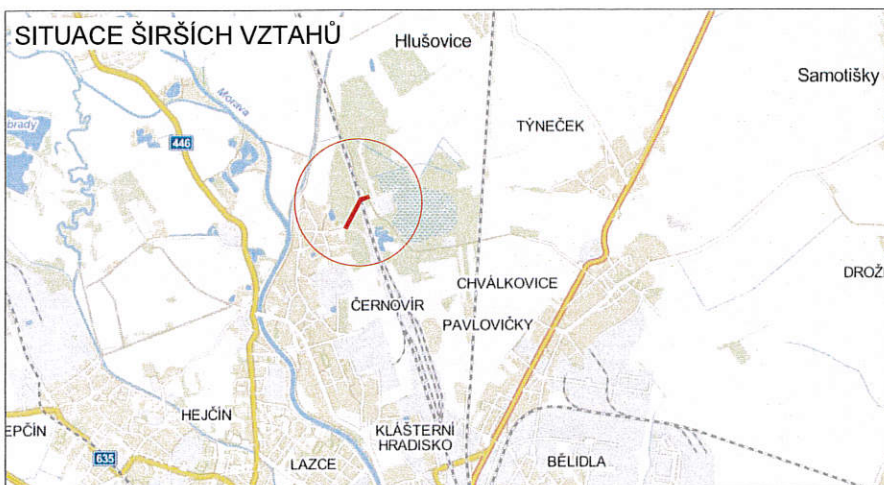 SITUACE ŠIRŠÍCH VZTAHŮ
Hlušovice
Samotišky
Morava
brady
TÝNEČEK
446
CHVÁLKOVICE
DROŽ
ČERNOVÍR
PAVLOVIČKY
HEJČÍN
EPČÍN
KLÁŠTERNÍ
HRADISKO
635
LAZCE
BĚLIDLA